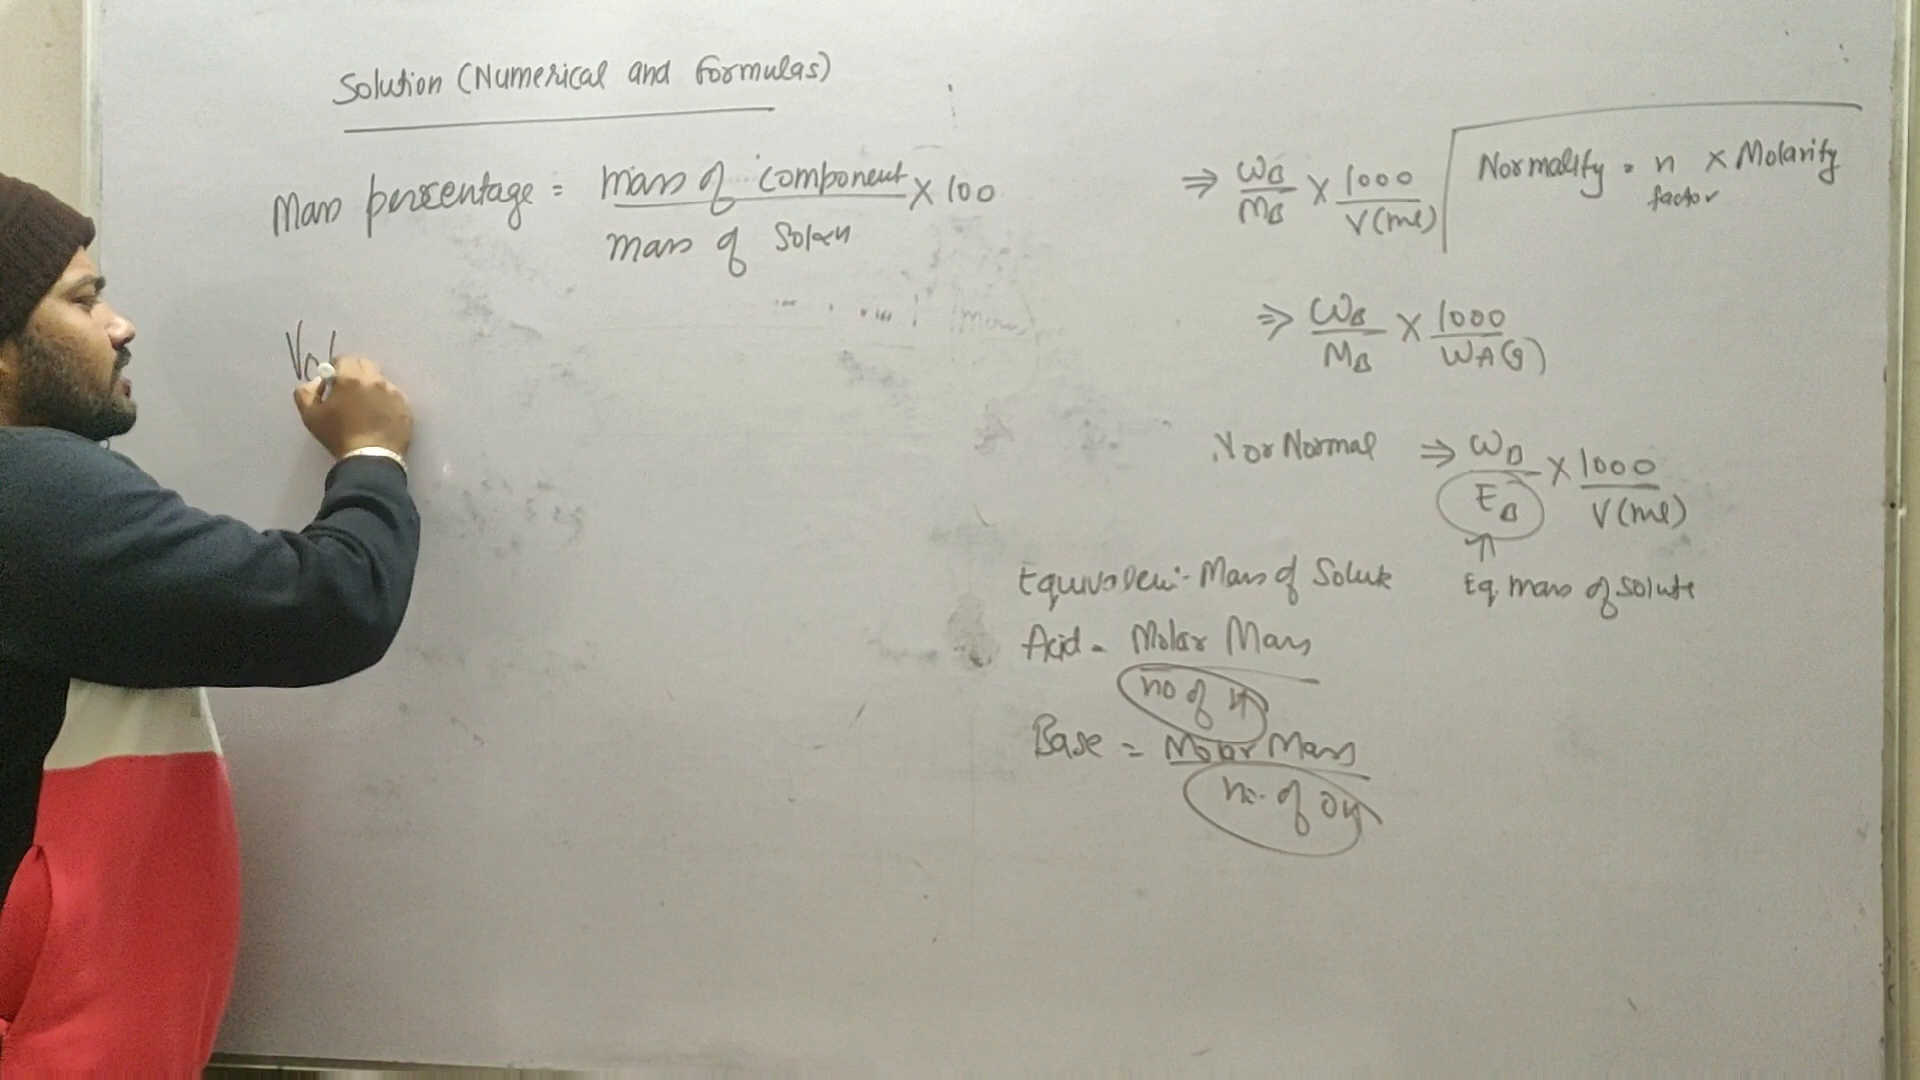 Solution (Numerical and Formulas)
Mass percentage = mass of component × 100
mass of Solun
Vol
⇒ WB/MB × 1000/V(ml)
Normality = n factor × Molarity
⇒ WB/MB × 1000/WA(g)
N or Normal ⇒ WB/EB × 1000/V(ml)
Eq. mass of solute
Equivalent Mass of Solute
Acid = Molar Mass
no of H
Base = Molar Mass
no. of OH